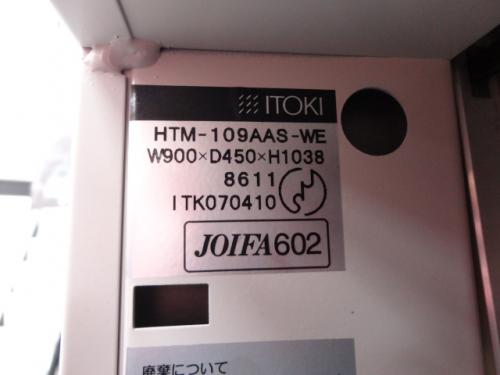 ITOKI
HTM-109AAS-WE
W900×D450×H1038
8611
ITK070410
JOIFA602
廃棄について